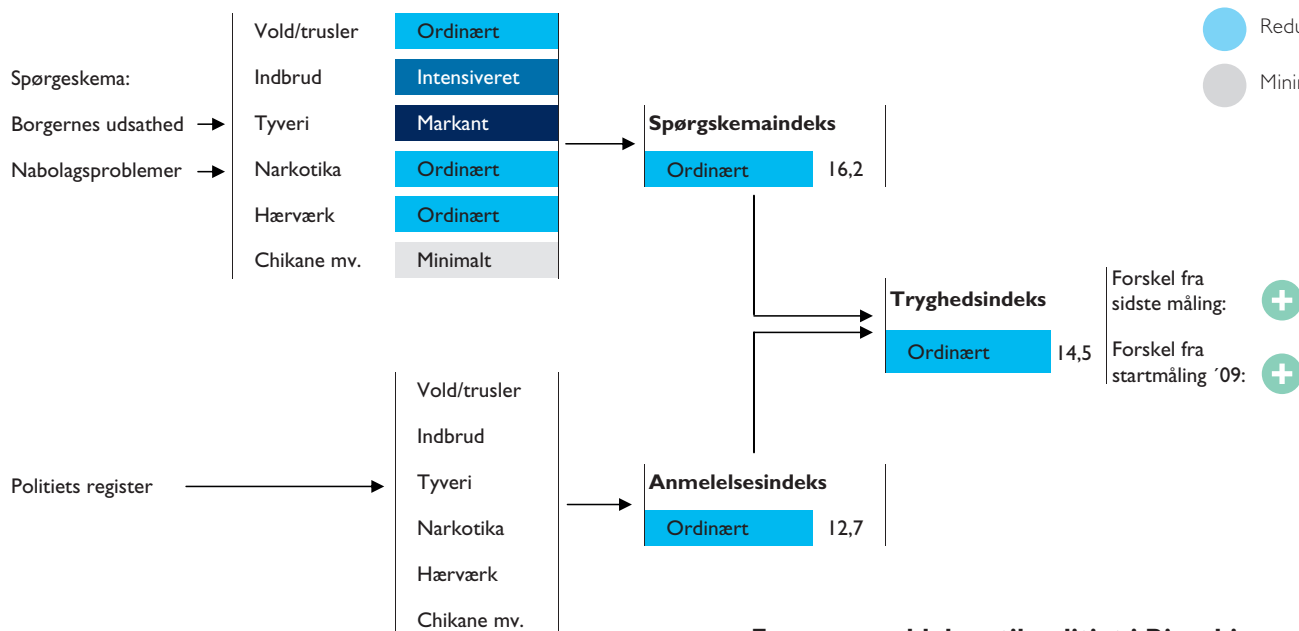 Vold/trusler Ordinært
Spørgeskema: Indbrud Intensiveret
Borgernes udsathed Tyveri Markant
Nabolagsproblemer Narkotika Ordinært
Hærværk Ordinært
Chikane mv. Minimalt
Spørgskemaindeks
Ordinært 16,2
Tryghedsindeks
Ordinært 14,5
Forskel fra
sidste måling:
Forskel fra
startmåling ´09:
Politiets register
Vold/trusler
Indbrud
Tyveri
Narkotika
Hærværk
Chikane mv.
Anmelelsesindeks
Ordinært 12,7